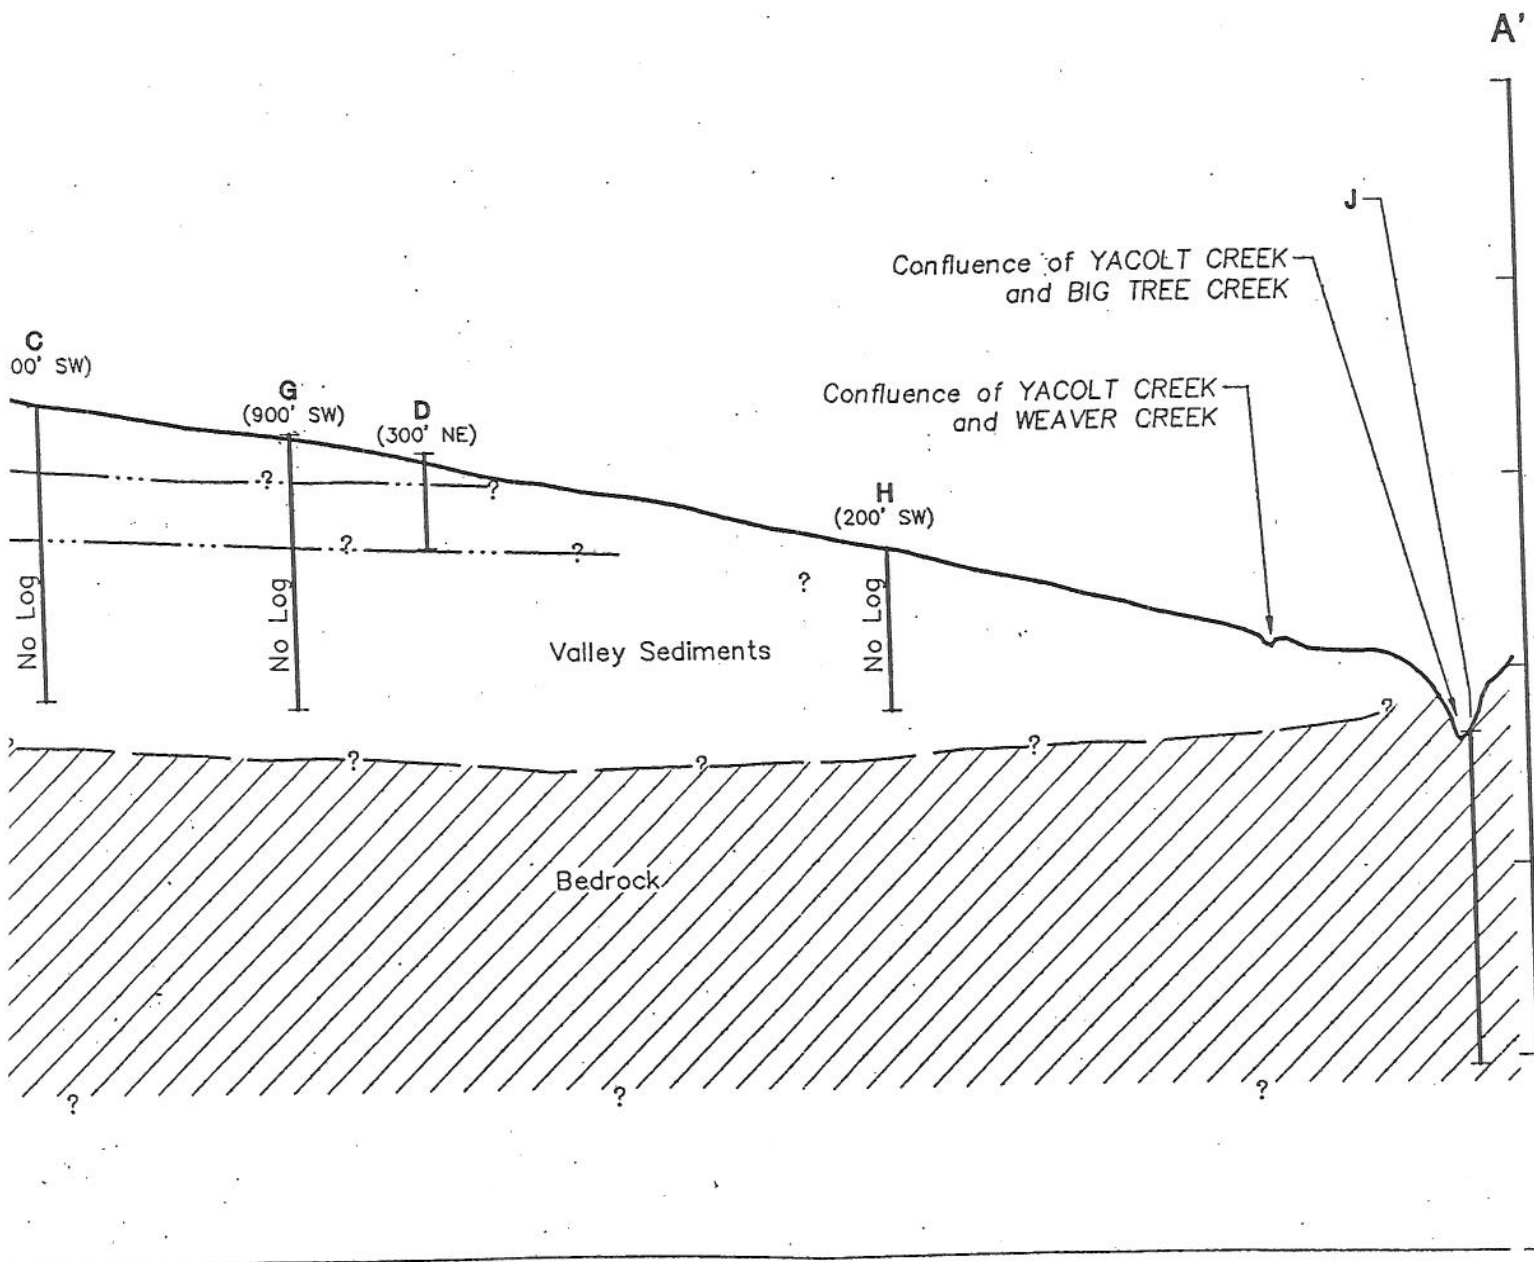 A'
J
Confluence of YACOLT CREEK
and BIG TREE CREEK
C
00' SW)
G
(900' SW)
D
(300' NE)
Confluence of YACOLT CREEK
and WEAVER CREEK
H
(200' SW)
?
?
?
?
?
No Log
No Log
No Log
Valley Sediments
?
?
?
?
?
Bedrock
?
?
?